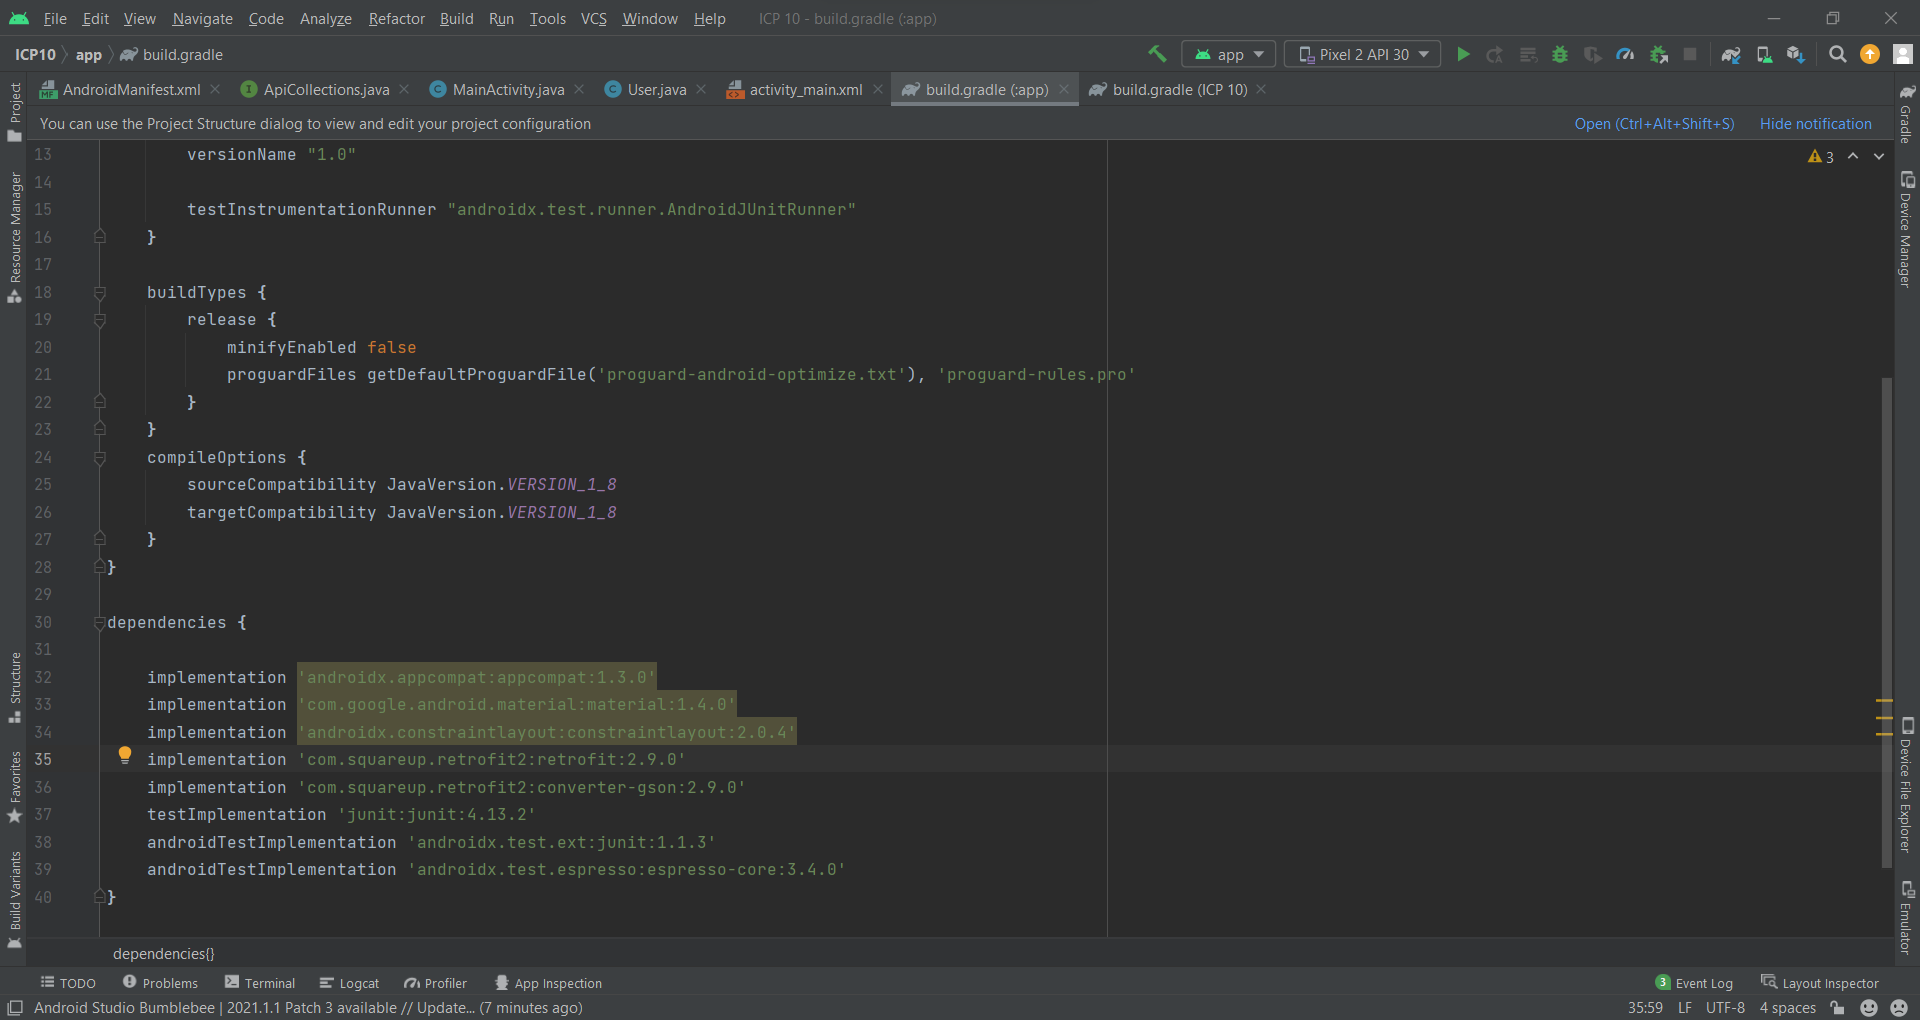 File Edit View Navigate Code Analyze Refactor Build Run Tools VCS Window Help ICP 10 - build.gradle (:app)
ICP10 app build.gradle app Pixel 2 API 30
AndroidManifest.xml ApiCollections.java MainActivity.java User.java activity_main.xml build.gradle (:app) build.gradle (ICP 10)
You can use the Project Structure dialog to view and edit your project configuration Open (Ctrl+Alt+Shift+S) Hide notification
13 versionName "1.0" 3
14
15 testInstrumentationRunner "androidx.test.runner.AndroidJUnitRunner"
16 }
17
18 buildTypes {
19 release {
20 minifyEnabled false
21 proguardFiles getDefaultProguardFile('proguard-android-optimize.txt'), 'proguard-rules.pro'
22 }
23 }
24 compileOptions {
25 sourceCompatibility JavaVersion.VERSION_1_8
26 targetCompatibility JavaVersion.VERSION_1_8
27 }
28 }
29
30 dependencies {
31
32 implementation 'androidx.appcompat:appcompat:1.3.0'
33 implementation 'com.google.android.material:material:1.4.0'
34 implementation 'androidx.constraintlayout:constraintlayout:2.0.4'
35 implementation 'com.squareup.retrofit2:retrofit:2.9.0'
36 implementation 'com.squareup.retrofit2:converter-gson:2.9.0'
37 testImplementation 'junit:junit:4.13.2'
38 androidTestImplementation 'androidx.test.ext:junit:1.1.3'
39 androidTestImplementation 'androidx.test.espresso:espresso-core:3.4.0'
40 }
dependencies{}
Project
Resource Manager
Structure
Favorites
Build Variants
Gradle
Device Manager
Device File Explorer
Emulator
TODO Problems Terminal Logcat Profiler App Inspection 3 Event Log Layout Inspector
Android Studio Bumblebee | 2021.1.1 Patch 3 available // Update... (7 minutes ago) 35:59 LF UTF-8 4 spaces